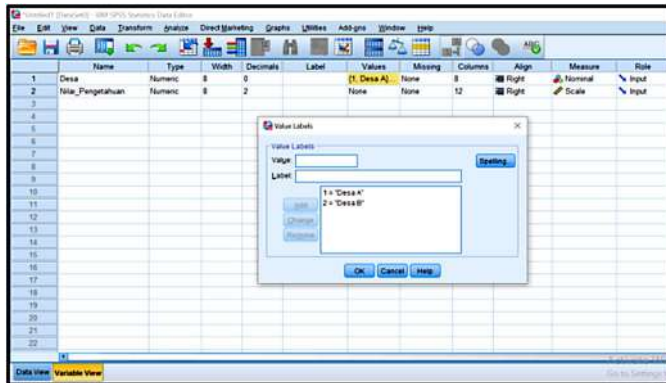 *Untitled1 [DataSet0] - IBM SPSS Statistics Data Editor
File Edit View Data Transform Analyze Direct Marketing Graphs Utilities Add-ons Window Help
Name Type Width Decimals Label Values Missing Columns Align Measure Role
1 Desa Numeric 8 0 {1, Desa A}... None 8 Right Nominal Input
2 Nilai_Pengetahuan Numeric 8 2 None None 12 Right Scale Input
3
4
5
6
7
8
9
10
11
12
13
14
15
16
17
18
19
20
21
22
Value Labels
Value Labels
Value:
Spelling...
Label:
1 = "Desa A"
2 = "Desa B"
Add
Change
Remove
OK Cancel Help
Data View Variable View
Go to Settings